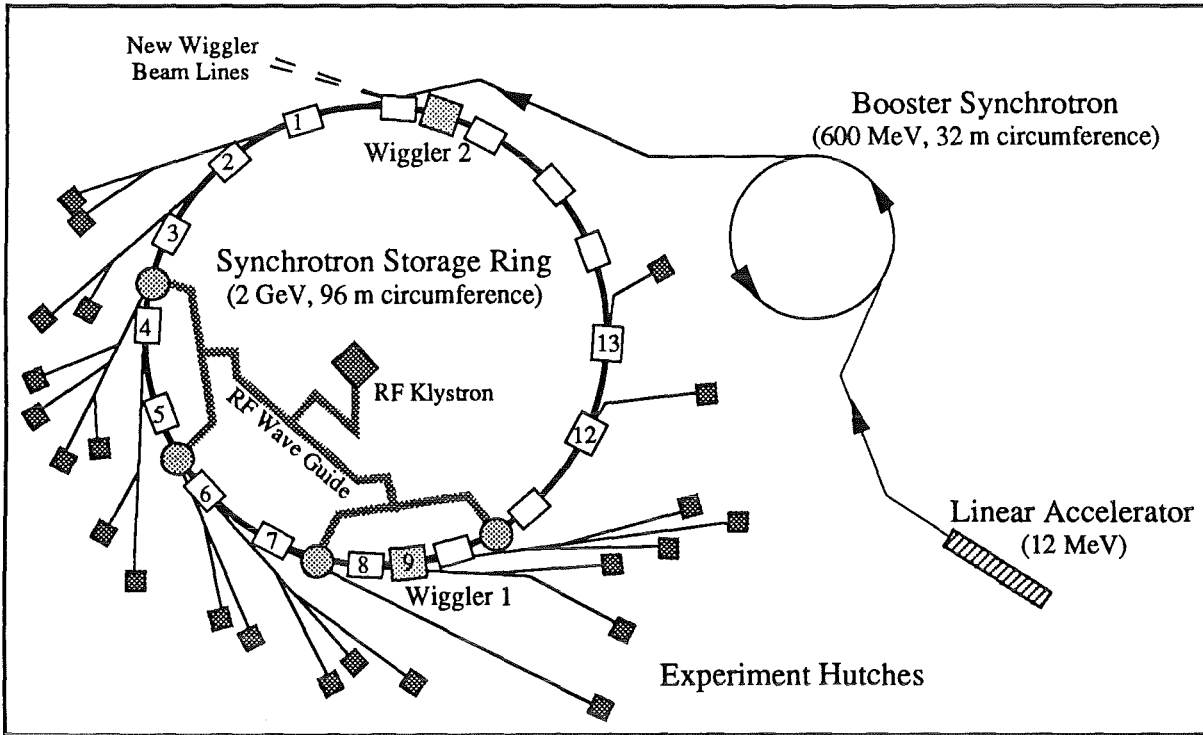 New Wiggler
Beam Lines
Booster Synchrotron
(600 MeV, 32 m circumference)
1
Wiggler 2
2
3
Synchrotron Storage Ring
(2 GeV, 96 m circumference)
4
13
RF Klystron
5
RF Wave Guide
12
6
Linear Accelerator
(12 MeV)
7
8
9
Wiggler 1
Experiment Hutches